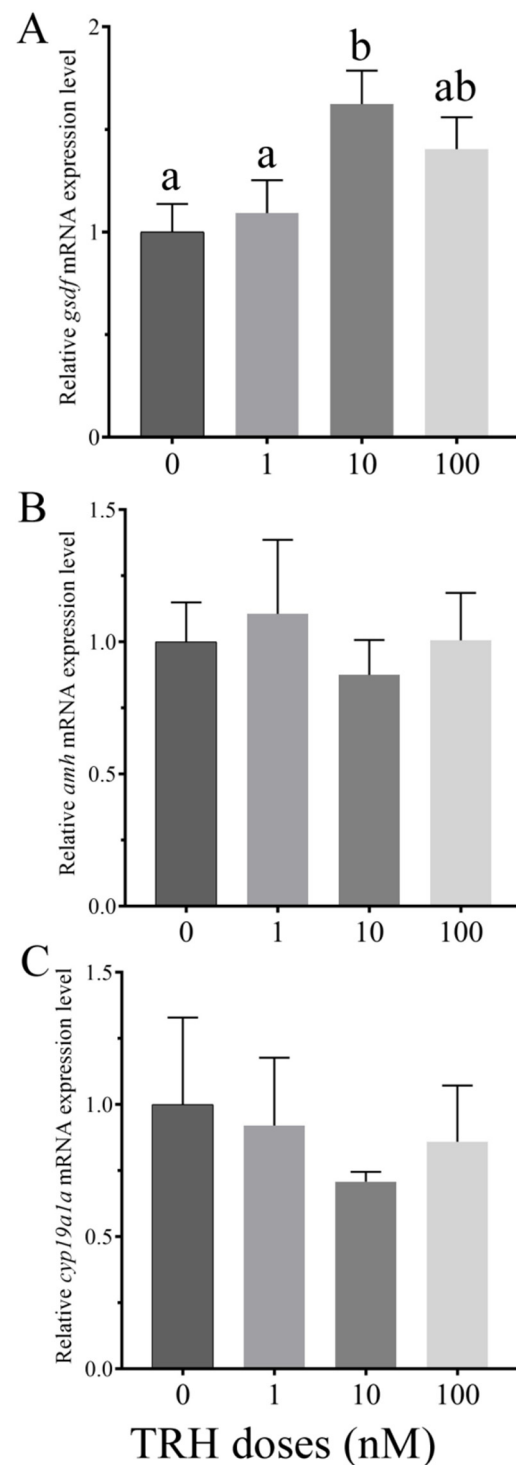 A
Relative gsdf mRNA expression level
2
1
0
a
a
b
ab
0 1 10 100
B
Relative amh mRNA expression level
1.5
1.0
0.5
0.0
0 1 10 100
C
Relative cyp19a1a mRNA expression level
1.5
1.0
0.5
0.0
0 1 10 100
TRH doses (nM)